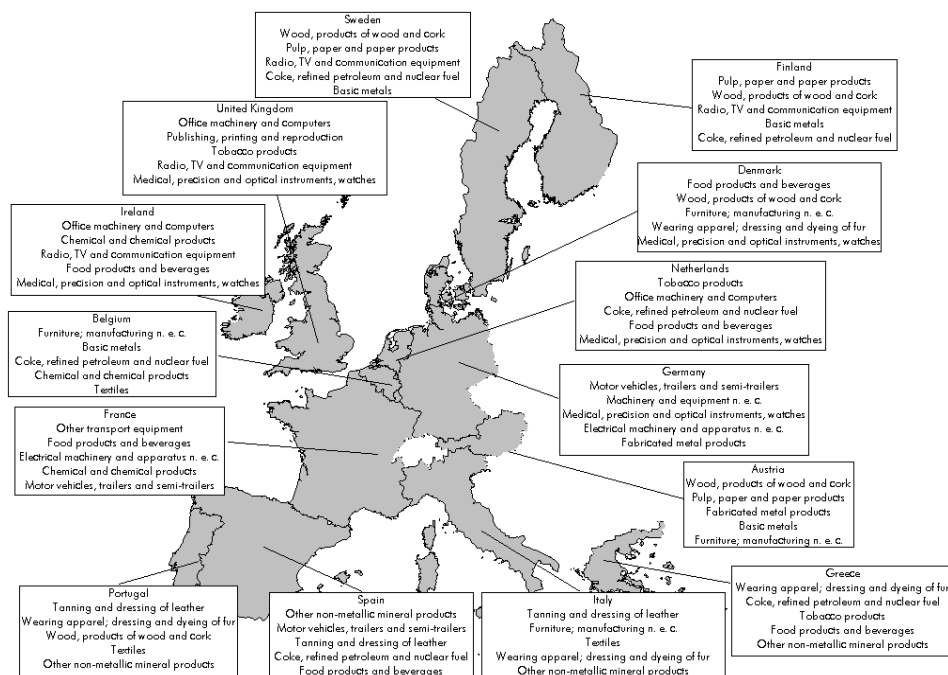 Sweden
Wood, products of wood and cork
Pulp, paper and paper products
Radio, TV and communication equipment
Coke, refined petroleum and nuclear fuel
Basic metals
Finland
Pulp, paper and paper products
Wood, products of wood and cork
Radio, TV and communication equipment
Basic metals
Coke, refined petroleum and nuclear fuel
United Kingdom
Office machinery and computers
Publishing, printing and reproduction
Tobacco products
Radio, TV and communication equipment
Medical, precision and optical instruments, watches
Denmark
Food products and beverages
Wood, products of wood and cork
Furniture; manufacturing n. e. c.
Wearing apparel; dressing and dyeing of fur
Medical, precision and optical instruments, watches
Ireland
Office machinery and computers
Chemical and chemical products
Radio, TV and communication equipment
Food products and beverages
Medical, precision and optical instruments, watches
Netherlands
Tobacco products
Office machinery and computers
Coke, refined petroleum and nuclear fuel
Food products and beverages
Medical, precision and optical instruments, watches
Belgium
Furniture; manufacturing n. e. c.
Basic metals
Coke, refined petroleum and nuclear fuel
Chemical and chemical products
Textiles
Germany
Motor vehicles, trailers and semi-trailers
Machinery and equipment n. e. c.
Medical, precision and optical instruments, watches
Electrical machinery and apparatus n. e. c.
Fabricated metal products
France
Other transport equipment
Food products and beverages
Electrical machinery and apparatus n. e. c.
Chemical and chemical products
Motor vehicles, trailers and semi-trailers
Austria
Wood, products of wood and cork
Pulp, paper and paper products
Fabricated metal products
Basic metals
Furniture; manufacturing n. e. c.
Greece
Wearing apparel; dressing and dyeing of fur
Coke, refined petroleum and nuclear fuel
Tobacco products
Food products and beverages
Other non-metallic mineral products
Portugal
Tanning and dressing of leather
Wearing apparel; dressing and dyeing of fur
Wood, products of wood and cork
Textiles
Other non-metallic mineral products
Spain
Other non-metallic mineral products
Motor vehicles, trailers and semi-trailers
Tanning and dressing of leather
Coke, refined petroleum and nuclear fuel
Food products and beverages
Italy
Tanning and dressing of leather
Furniture; manufacturing n. e. c.
Textiles
Wearing apparel; dressing and dyeing of fur
Other non-metallic mineral products